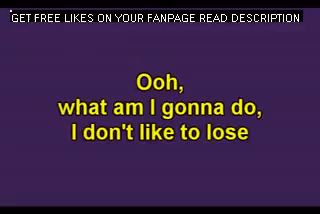 GET FREE LIKES ON YOUR FANPAGE READ DESCRIPTION
Ooh,
what am I gonna do,
I don't like to lose